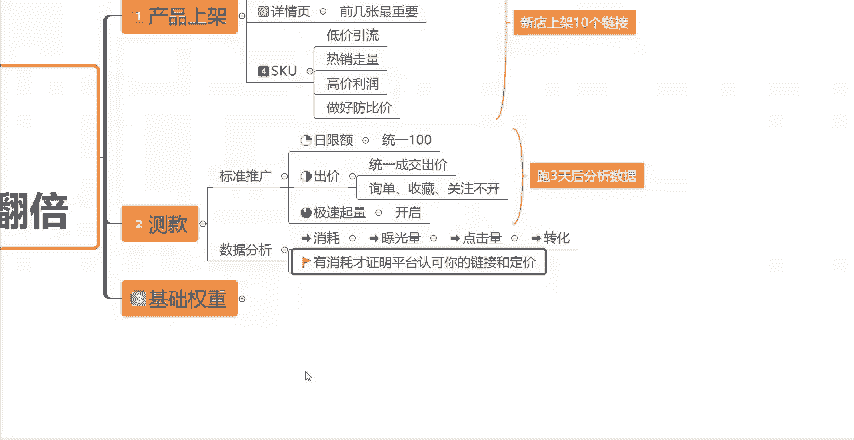 翻倍
1 产品上架
详情页
前几张最重要
4 SKU
低价引流
热销走量
高价利润
做好防比价
新店上架10个链接
2 测款
标准推广
日限额
统一100
出价
统一成交出价
询单、收藏、关注不开
极速起量
开启
跑3天后分析数据
数据分析
消耗
曝光量
点击量
转化
有消耗才证明平台认可你的链接和定价
基础权重